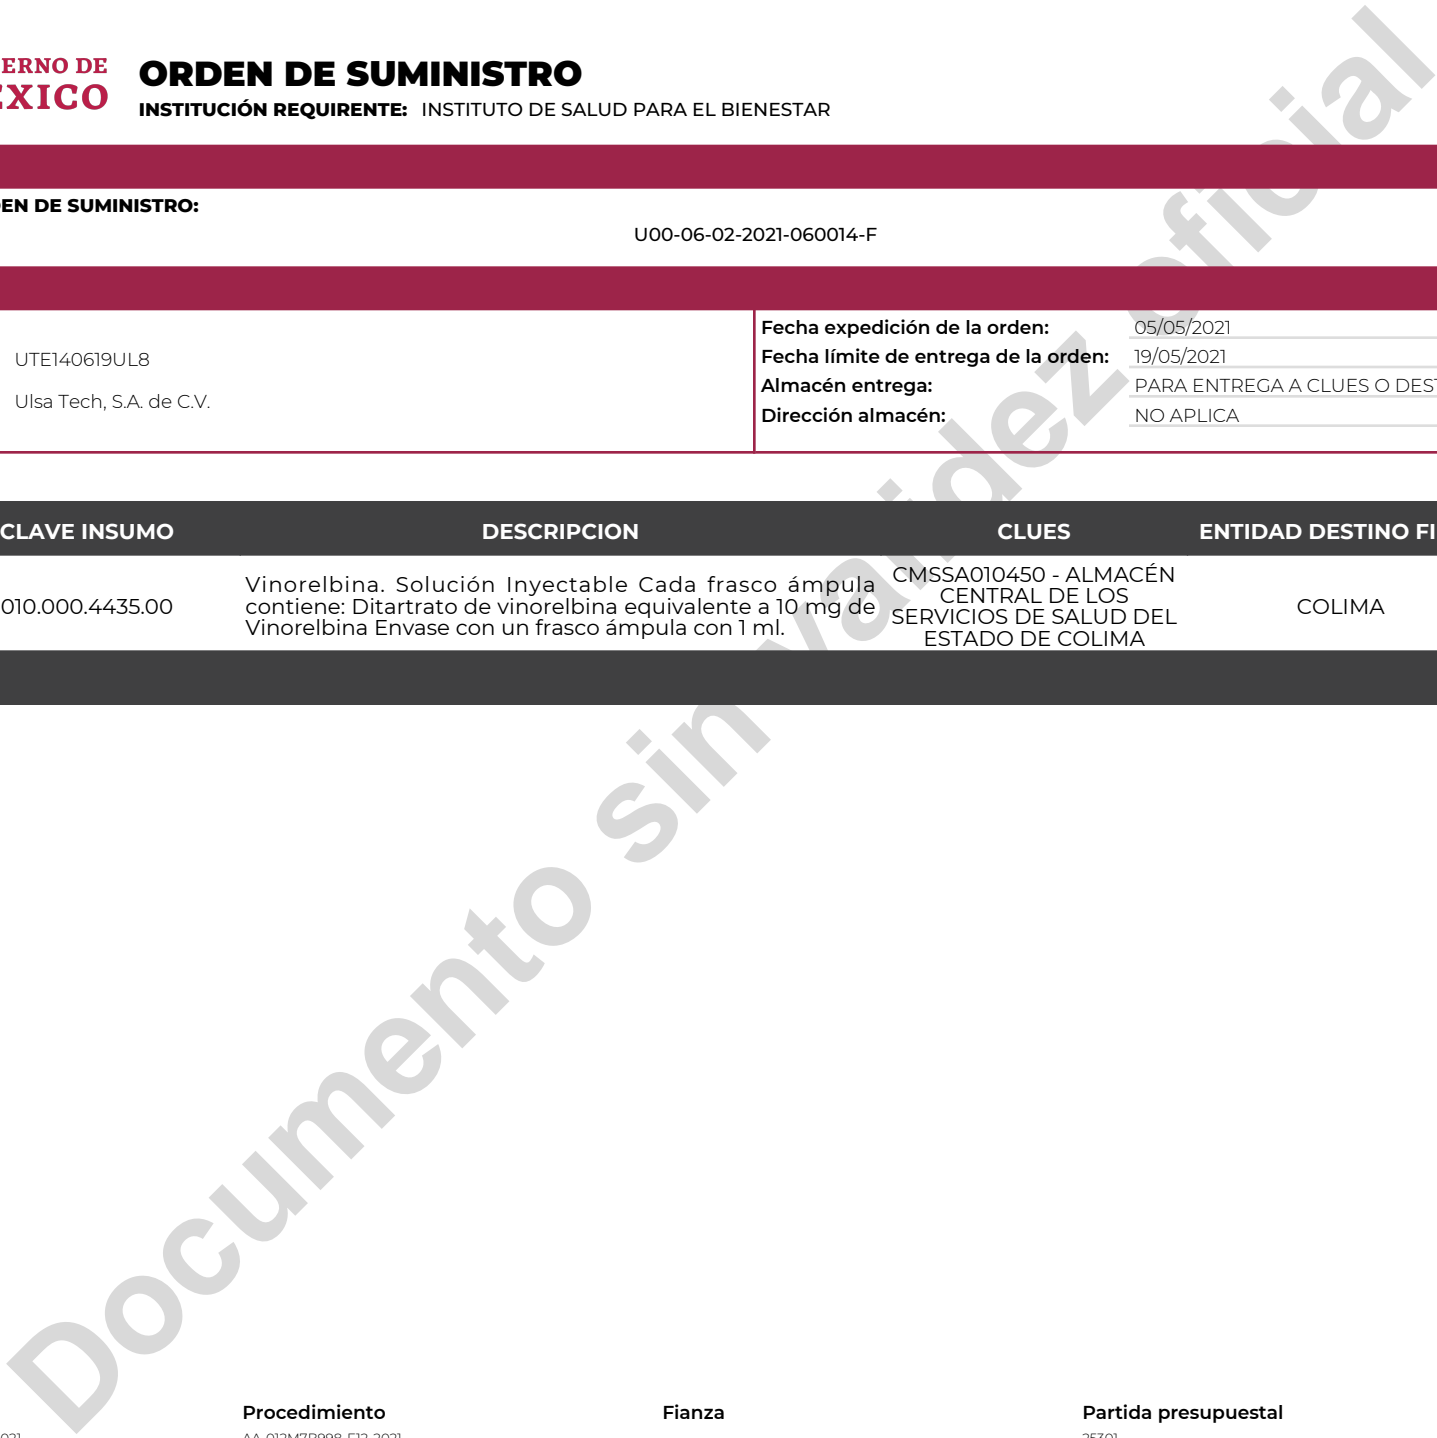 ERNO DE
EXICO
ORDEN DE SUMINISTRO
INSTITUCIÓN REQUIRENTE: INSTITUTO DE SALUD PARA EL BIENESTAR
EN DE SUMINISTRO:
U00-06-02-2021-060014-F
UTE140619UL8
Ulsa Tech, S.A. de C.V.
Fecha expedición de la orden: 05/05/2021
Fecha límite de entrega de la orden: 19/05/2021
Almacén entrega: PARA ENTREGA A CLUES O DEST
Dirección almacén: NO APLICA
CLAVE INSUMO DESCRIPCION CLUES ENTIDAD DESTINO FI
010.000.4435.00
Vinorelbina. Solución Inyectable Cada frasco ámpula
contiene: Ditartrato de vinorelbina equivalente a 10 mg de
Vinorelbina Envase con un frasco ámpula con 1 ml.
CMSSA010450 - ALMACÉN
CENTRAL DE LOS
SERVICIOS DE SALUD DEL
ESTADO DE COLIMA
COLIMA
Documento sin validez oficial
Procedimiento Fianza Partida presupuestal